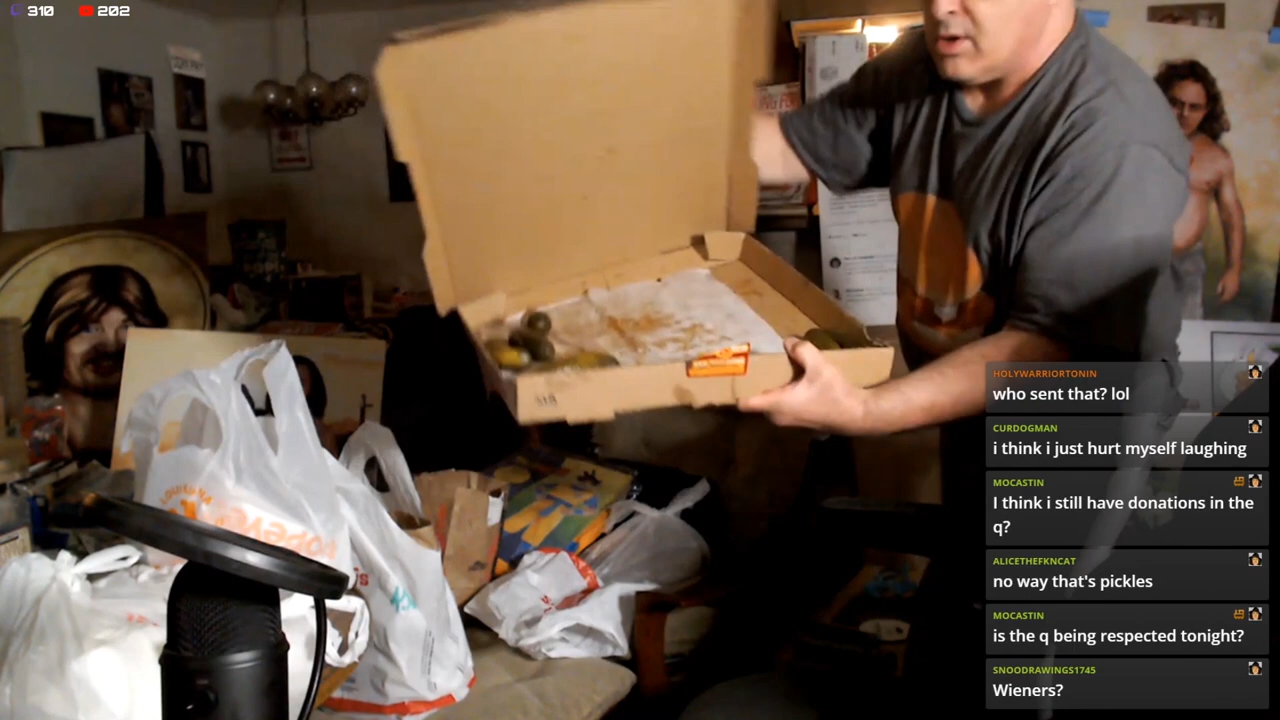 310 202
HOLYWARRIORTONIN
who sent that? lol
CURDOGMAN
i think i just hurt myself laughing
MOCASTIN
I think i still have donations in the
q?
ALICETHEFKNCAT
no way that's pickles
MOCASTIN
is the q being respected tonight?
SNOODRAWINGS1745
Wieners?
POPEYES